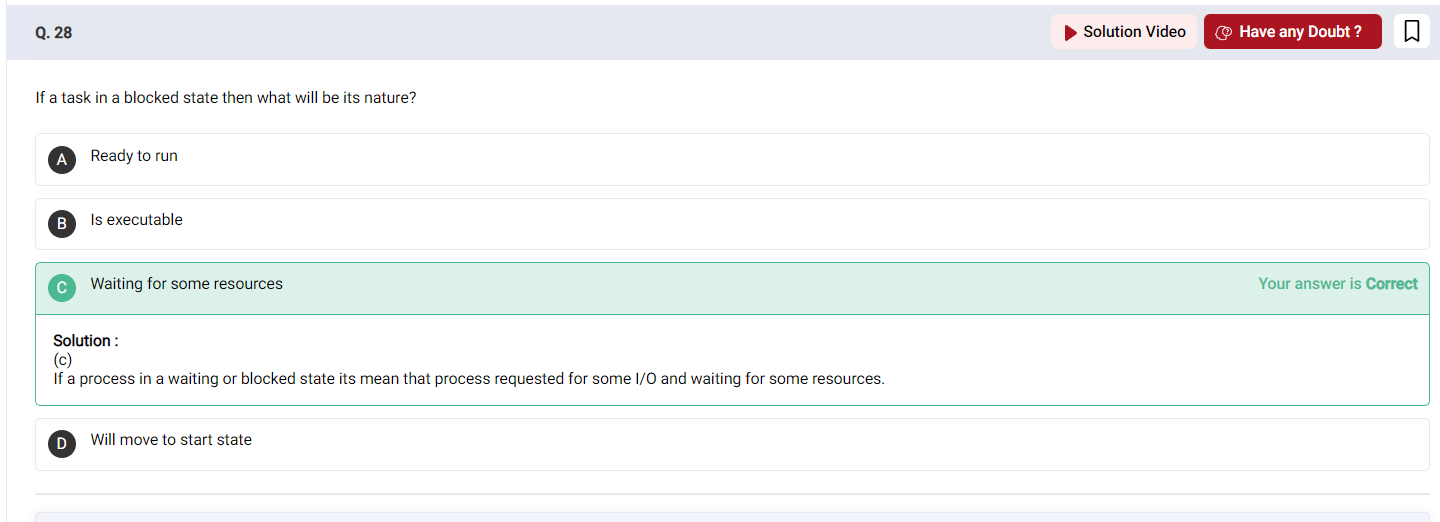 Q. 28
Solution Video
Have any Doubt ?
If a task in a blocked state then what will be its nature?
A
Ready to run
B
Is executable
C
Waiting for some resources
Your answer is Correct
Solution :
(c)
If a process in a waiting or blocked state its mean that process requested for some I/O and waiting for some resources.
D
Will move to start state